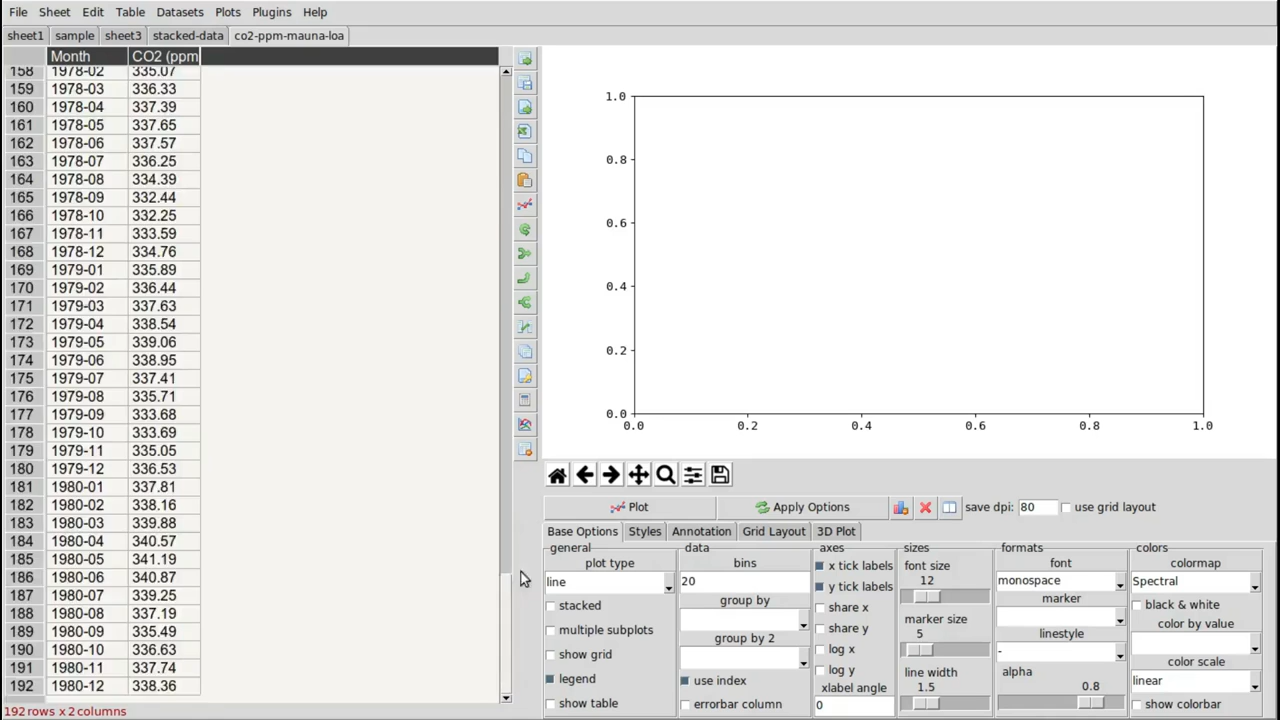 File Sheet Edit Table Datasets Plots Plugins Help
sheet1 sample sheet3 stacked-data co2-ppm-mauna-loa
Month CO2 (ppm
158 1978-02 335.07
159 1978-03 336.33
160 1978-04 337.39
161 1978-05 337.65
162 1978-06 337.57
163 1978-07 336.25
164 1978-08 334.39
165 1978-09 332.44
166 1978-10 332.25
167 1978-11 333.59
168 1978-12 334.76
169 1979-01 335.89
170 1979-02 336.44
171 1979-03 337.63
172 1979-04 338.54
173 1979-05 339.06
174 1979-06 338.95
175 1979-07 337.41
176 1979-08 335.71
177 1979-09 333.68
178 1979-10 333.69
179 1979-11 335.05
180 1979-12 336.53
181 1980-01 337.81
182 1980-02 338.16
183 1980-03 339.88
184 1980-04 340.57
185 1980-05 341.19
186 1980-06 340.87
187 1980-07 339.25
188 1980-08 337.19
189 1980-09 335.49
190 1980-10 336.63
191 1980-11 337.74
192 1980-12 338.36
192 rows x 2 columns
1.0
0.8
0.6
0.4
0.2
0.0
0.0 0.2 0.4 0.6 0.8 1.0
Plot Apply Options save dpi: 80 use grid layout
Base Options Styles Annotation Grid Layout 3D Plot
general
plot type
line
stacked
multiple subplots
show grid
legend
show table
data
bins
20
group by
group by 2
use index
errorbar column
axes
x tick labels
y tick labels
share x
share y
log x
log y
xlabel angle
0
sizes
font size
12
marker size
5
line width
1.5
formats
font
monospace
marker
linestyle
-
alpha
0.8
colors
colormap
Spectral
black & white
color by value
color scale
linear
show colorbar